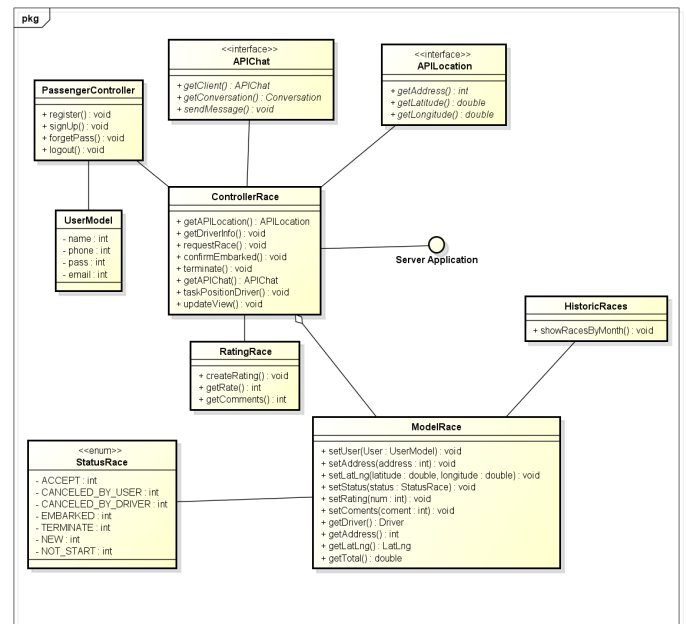 pkg
<<interface>>
APIChat
+ getClient() : APIChat
+ getConversation() : Conversation
+ sendMessage() : void
<<interface>>
APILocation
+ getAddress() : int
+ getLatitude() : double
+ getLongitude() : double
PassengerController
+ register() : void
+ signUp() : void
+ forgetPass() : void
+ logout() : void
UserModel
- name : int
- phone : int
- pass : int
- email : int
ControllerRace
+ getAPILocation() : APILocation
+ getDriverInfo() : void
+ requestRace() : void
+ confirmEmbarked() : void
+ terminate() : void
+ getAPIChat() : APIChat
+ taskPositionDriver() : void
+ updateView() : void
Server Application
HistoricRaces
+ showRacesByMonth() : void
RatingRace
+ createRating() : void
+ getRate() : int
+ getComments() : int
ModelRace
+ setUser(User : UserModel) : void
+ setAddress(address : int) : void
+ setLatLng(latitude : double, longitude : double) : void
+ setStatus(status : StatusRace) : void
+ setRating(num : int) : void
+ setComents(coment : int) : void
+ getDriver() : Driver
+ getAddress() : int
+ getLatLng() : LatLng
+ getTotal() : double
<<enum>>
StatusRace
- ACCEPT : int
- CANCELED_BY_USER : int
- CANCELED_BY_DRIVER : int
- EMBARKED : int
- TERMINATE : int
- NEW : int
- NOT_START : int